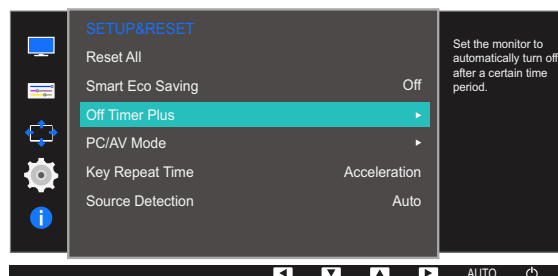 SETUP&RESET
Reset All
Smart Eco Saving Off
Off Timer Plus
PC/AV Mode
Key Repeat Time Acceleration
Source Detection Auto
Set the monitor to
automatically turn off
after a certain time
period.
AUTO